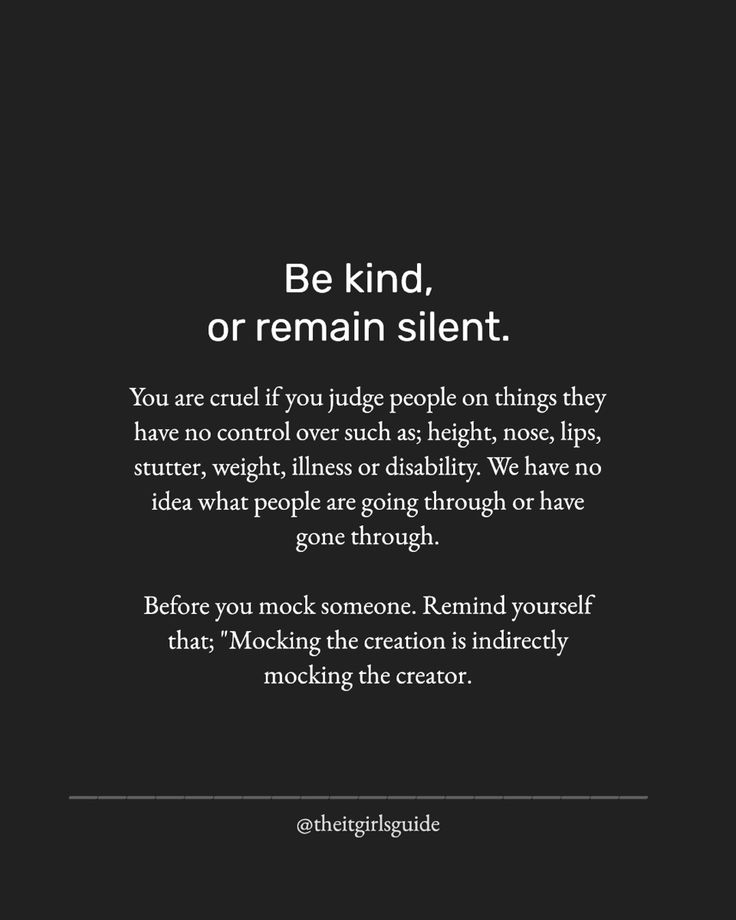 Be kind,
or remain silent.
You are cruel if you judge people on things they
have no control over such as; height, nose, lips,
stutter, weight, illness or disability. We have no
idea what people are going through or have
gone through.
Before you mock someone. Remind yourself
that; "Mocking the creation is indirectly
mocking the creator.
@theitgirlsguide